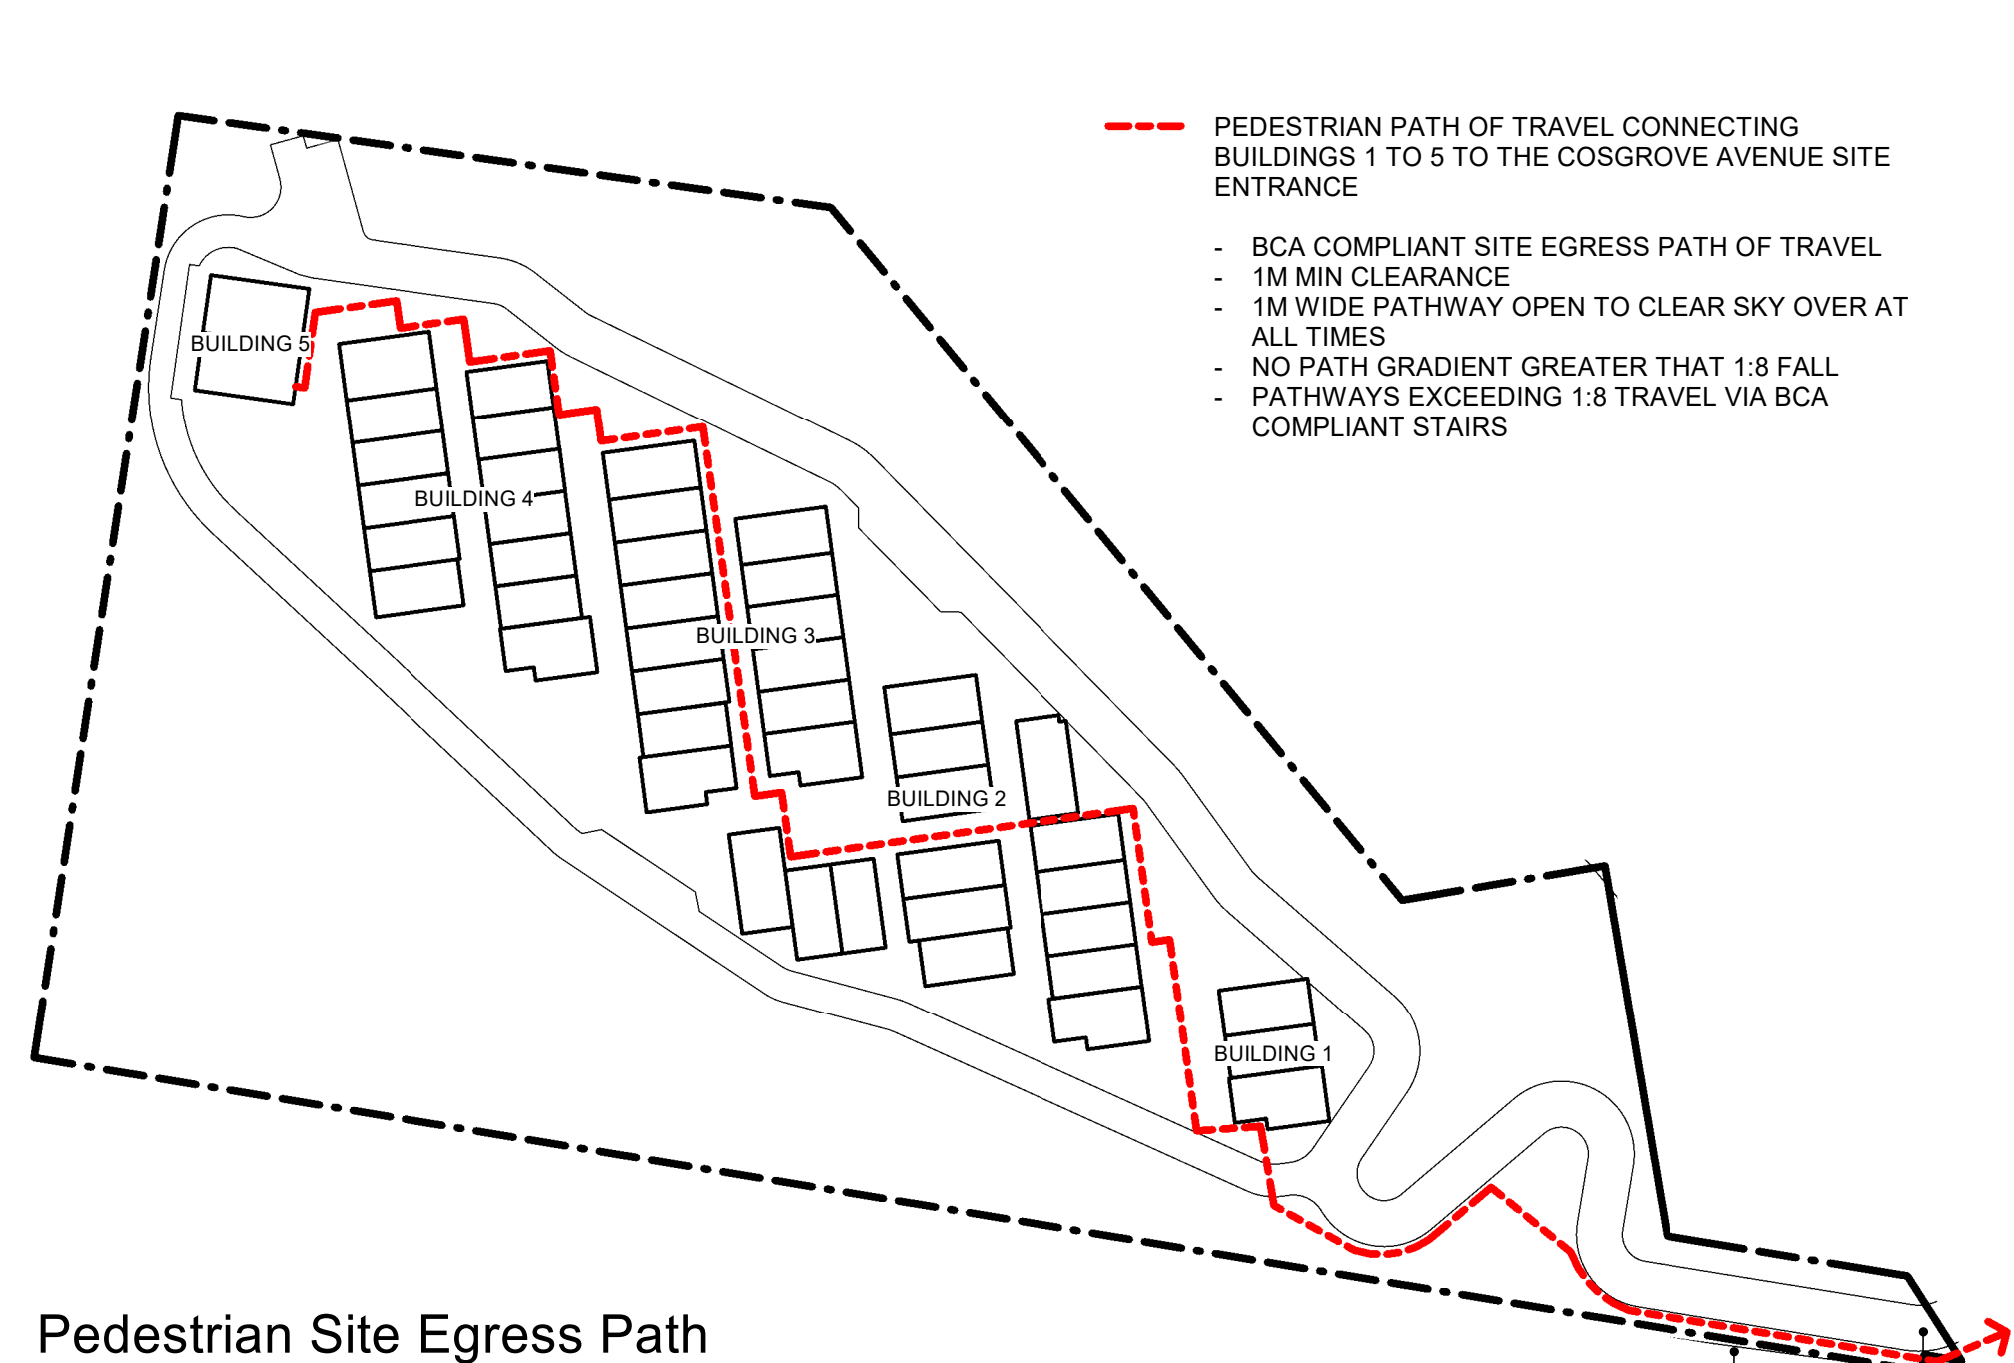 PEDESTRIAN PATH OF TRAVEL CONNECTING
BUILDINGS 1 TO 5 TO THE COSGROVE AVENUE SITE
ENTRANCE
- BCA COMPLIANT SITE EGRESS PATH OF TRAVEL
- 1M MIN CLEARANCE
- 1M WIDE PATHWAY OPEN TO CLEAR SKY OVER AT
ALL TIMES
- NO PATH GRADIENT GREATER THAT 1:8 FALL
- PATHWAYS EXCEEDING 1:8 TRAVEL VIA BCA
COMPLIANT STAIRS
BUILDING 5
BUILDING 4
BUILDING 3
BUILDING 2
BUILDING 1
Pedestrian Site Egress Path